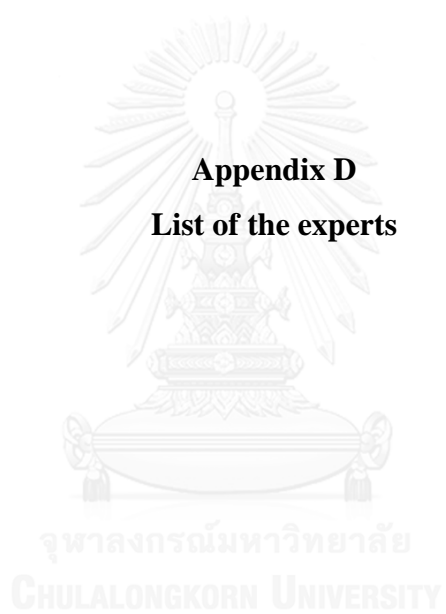 Appendix D
List of the experts
จุฬาลงกรณ์มหาวิทยาลัย
CHULALONGKORN UNIVERSITY